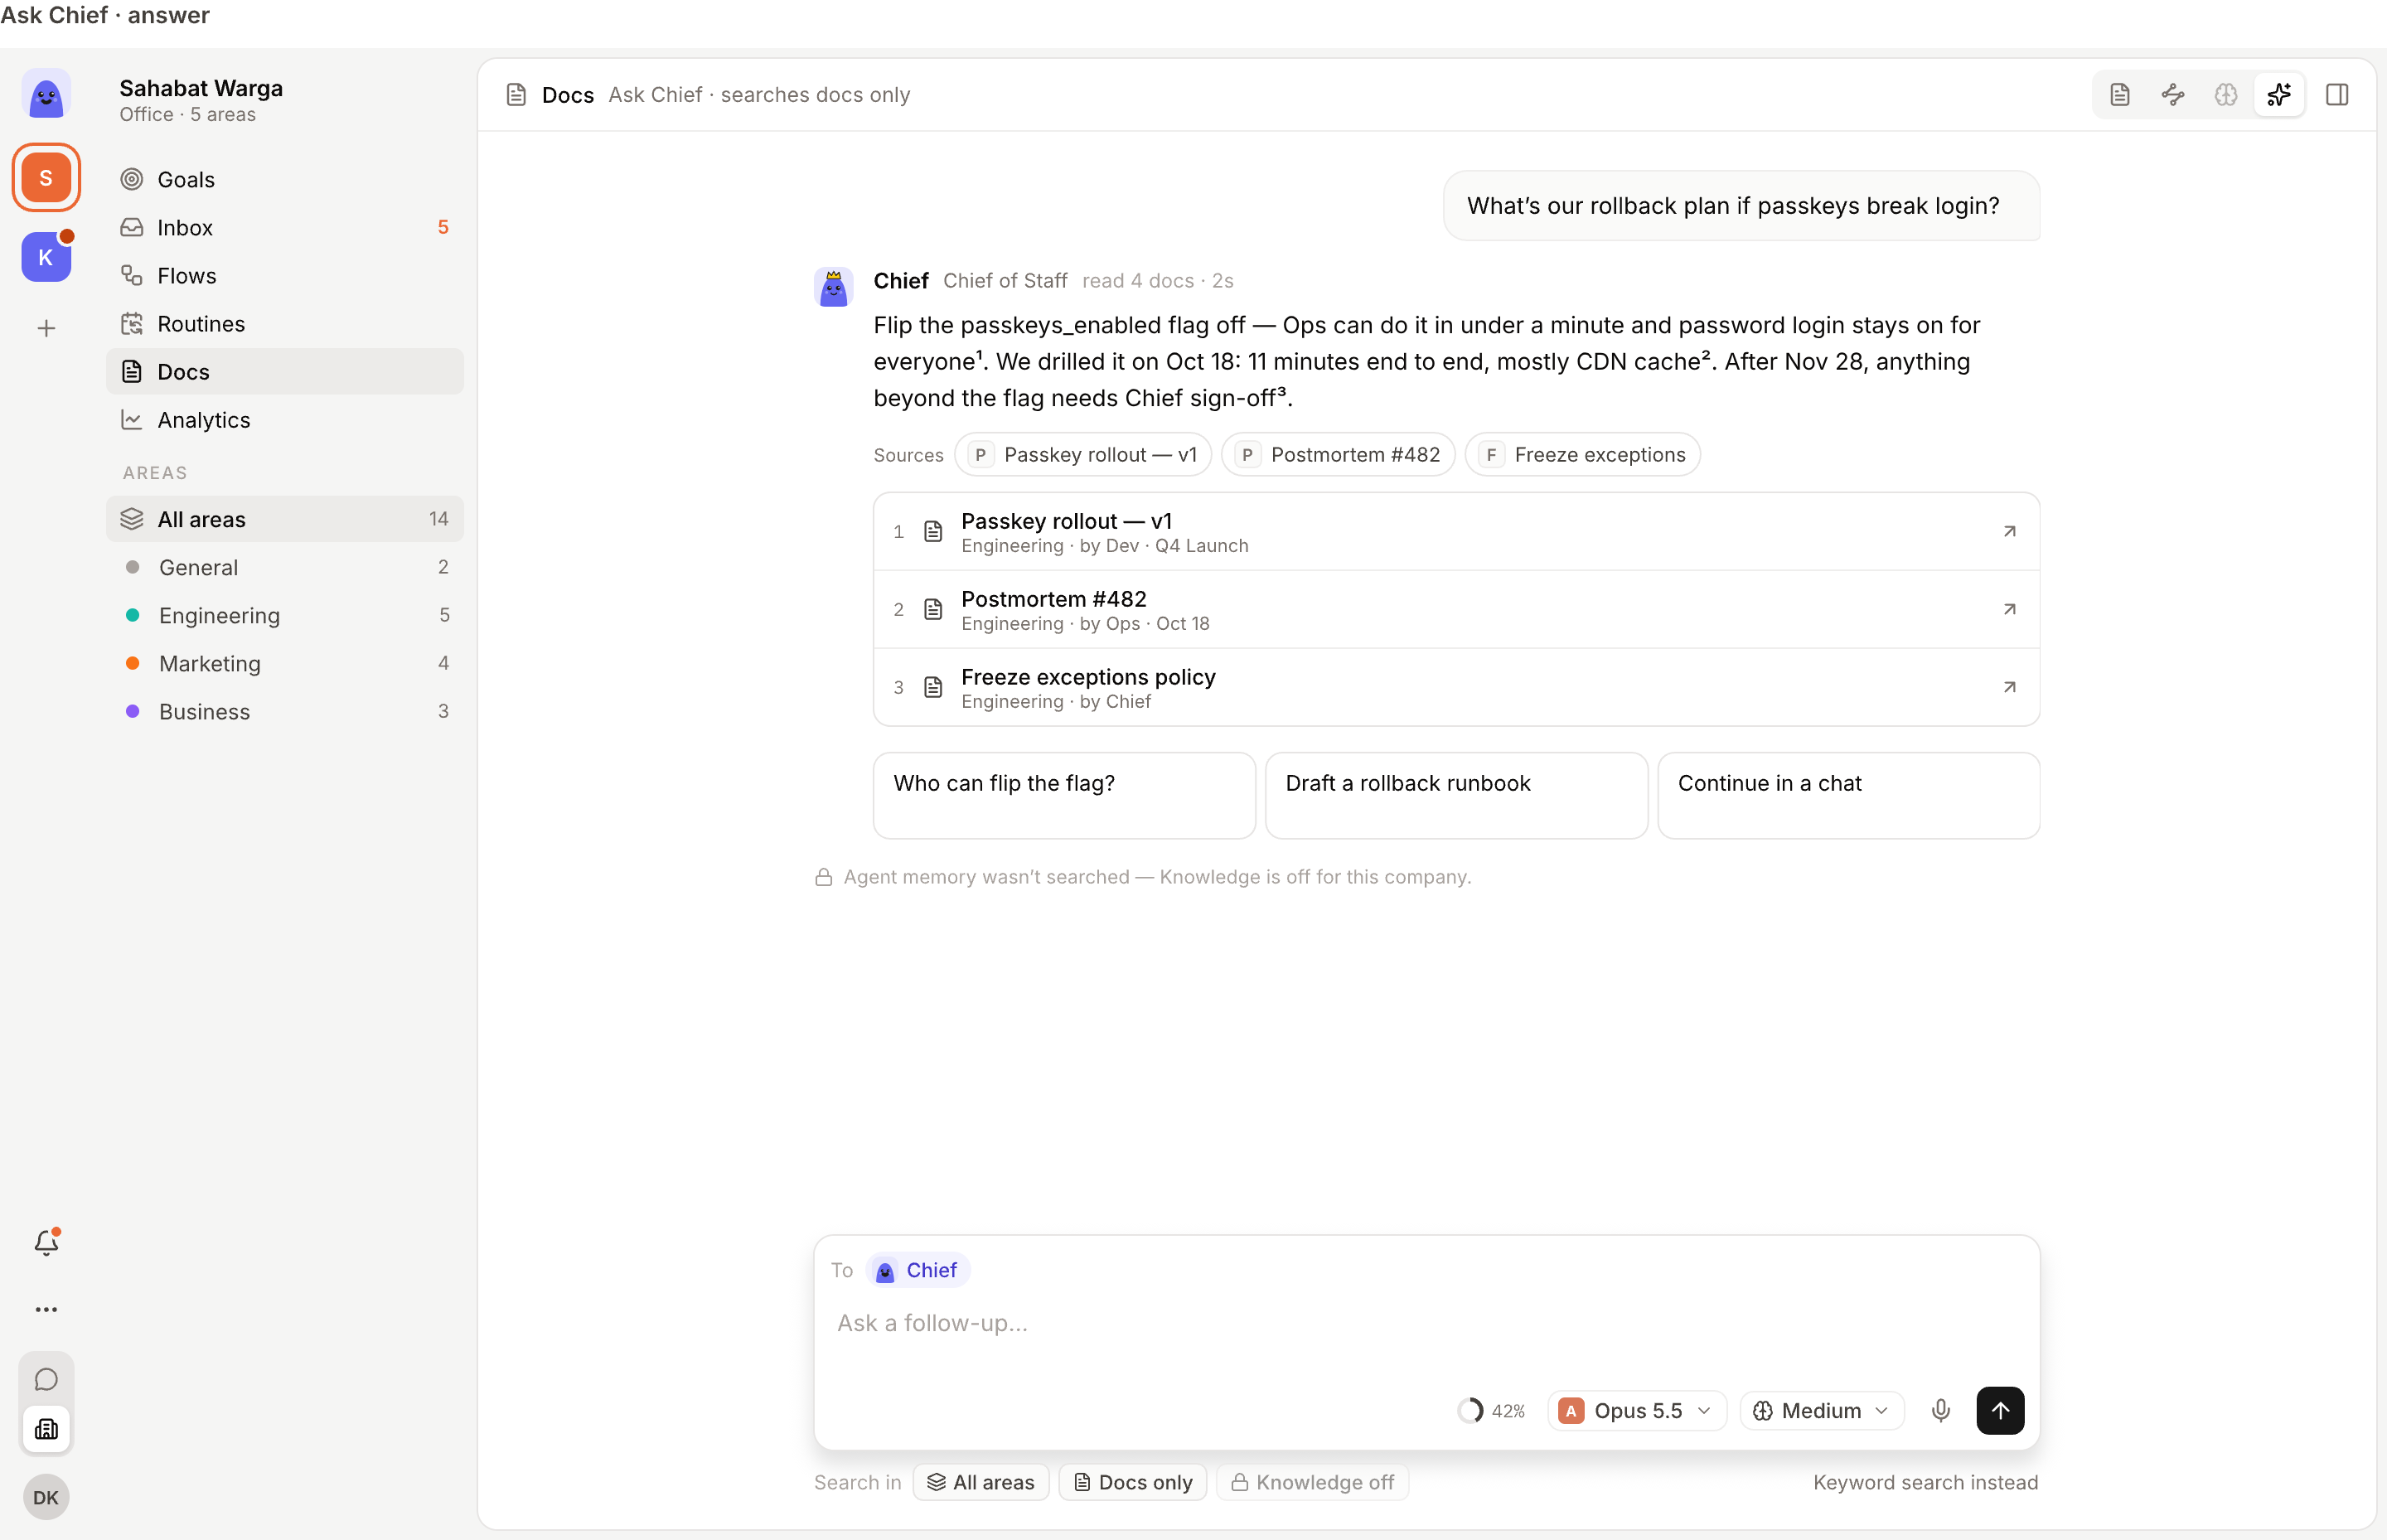 Ask Chief · answer
Sahabat Warga
Office · 5 areas
S
K
Goals
Inbox 5
Flows
Routines
Docs
Analytics
AREAS
All areas 14
General 2
Engineering 5
Marketing 4
Business 3
DK
Docs Ask Chief · searches docs only
What’s our rollback plan if passkeys break login?
Chief Chief of Staff read 4 docs · 2s
Flip the passkeys_enabled flag off — Ops can do it in under a minute and password login stays on for
everyone¹. We drilled it on Oct 18: 11 minutes end to end, mostly CDN cache². After Nov 28, anything
beyond the flag needs Chief sign-off³.
Sources P Passkey rollout — v1 P Postmortem #482 F Freeze exceptions
1 Passkey rollout — v1
Engineering · by Dev · Q4 Launch
2 Postmortem #482
Engineering · by Ops · Oct 18
3 Freeze exceptions policy
Engineering · by Chief
Who can flip the flag? Draft a rollback runbook Continue in a chat
Agent memory wasn’t searched — Knowledge is off for this company.
To Chief
Ask a follow-up…
42% A Opus 5.5 Medium
Search in All areas Docs only Knowledge off Keyword search instead